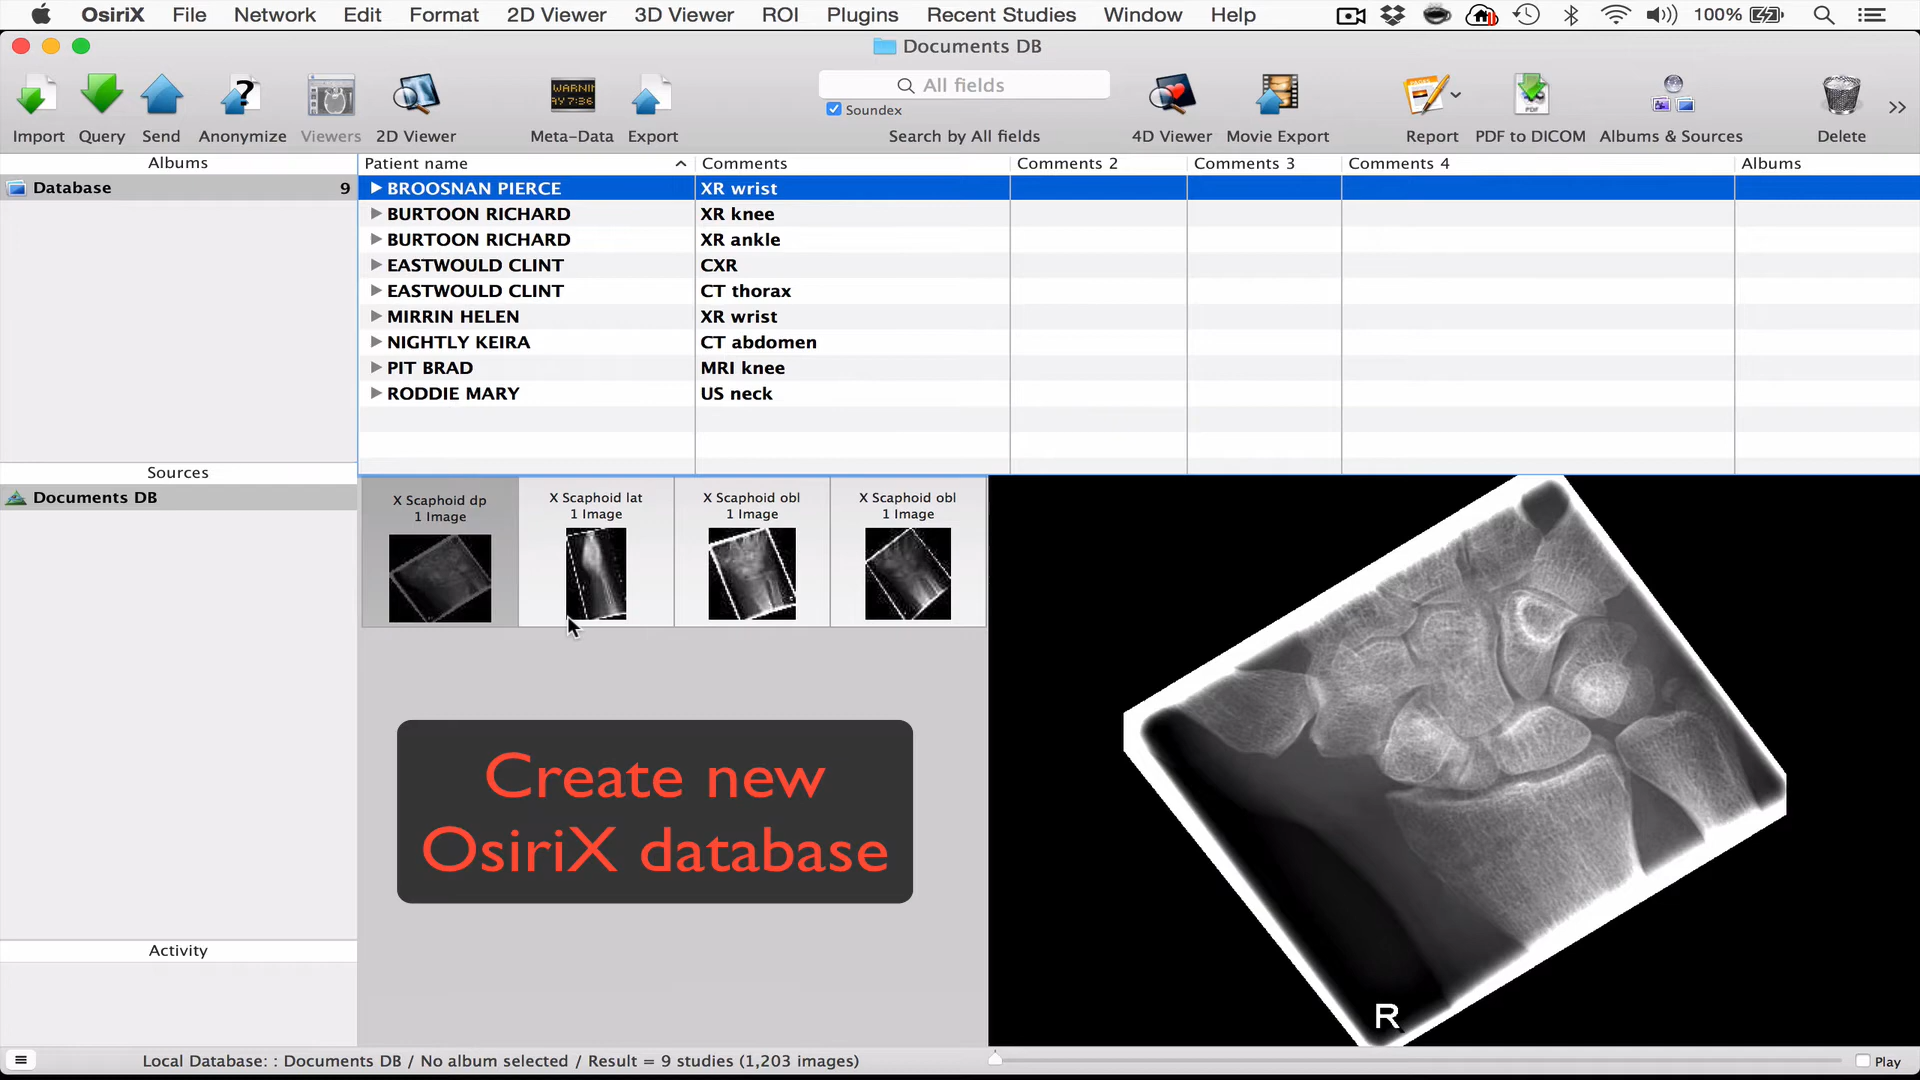 OsiriX File Network Edit Format 2D Viewer 3D Viewer ROI Plugins Recent Studies Window Help 100%
Documents DB
All fields
Soundex
WARNIN
AY 7:36
PAGES
PDF
Import Query Send Anonymize Viewers 2D Viewer Meta-Data Export Search by All fields 4D Viewer Movie Export Report PDF to DICOM Albums & Sources Delete
Albums
Database 9
Patient name Comments Comments 2 Comments 3 Comments 4 Albums
BROOSNAN PIERCE XR wrist
BURTOON RICHARD XR knee
BURTOON RICHARD XR ankle
EASTWOULD CLINT CXR
EASTWOULD CLINT CT thorax
MIRRIN HELEN XR wrist
NIGHTLY KEIRA CT abdomen
PIT BRAD MRI knee
RODDIE MARY US neck
Sources
Documents DB
X Scaphoid dp
1 Image
X Scaphoid lat
1 Image
X Scaphoid obl
1 Image
X Scaphoid obl
1 Image
Create new
OsiriX database
R
Activity
Local Database: : Documents DB / No album selected / Result = 9 studies (1,203 images)
Play